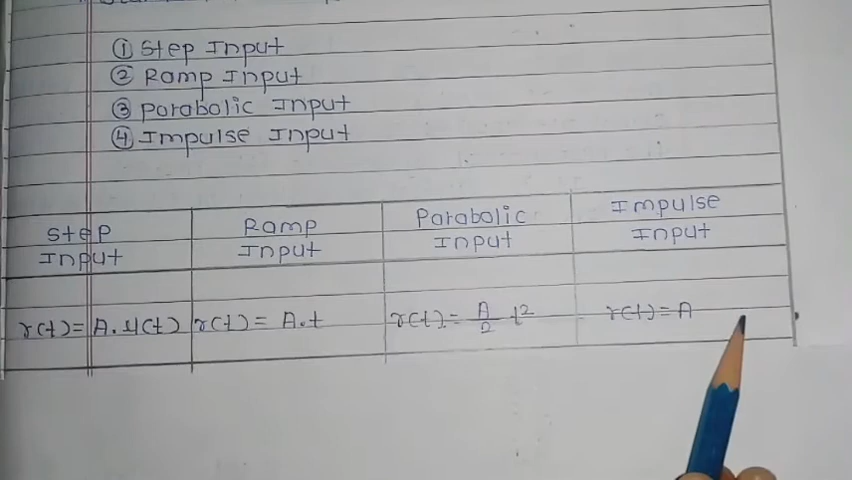 ① Step Input
② Ramp Input
③ Parabolic Input
④ Impulse Input
Step Input
Ramp Input
Parabolic Input
Impulse Input
r(t) = A. u(t)
r(t) = A.t
r(t) = A/2 t²
r(t) = A